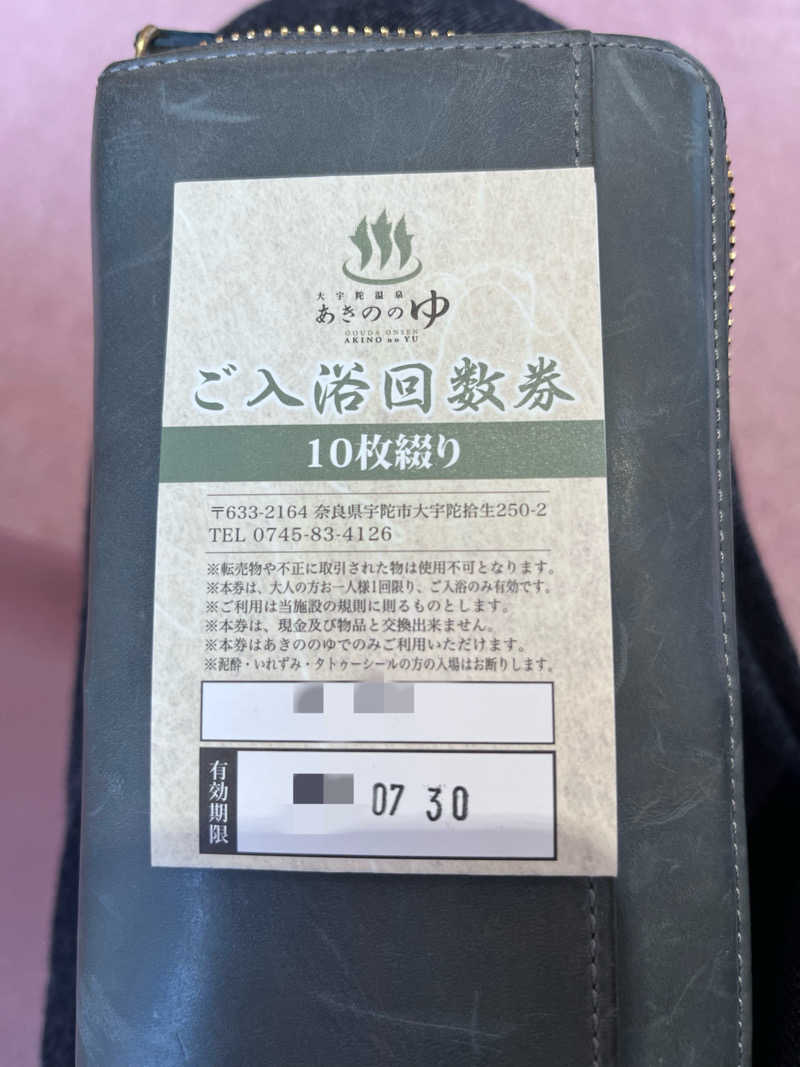 大宇陀温泉
あきののゆ
OUDA ONSEN
AKINO no YU
ご入浴回数券
10枚綴り
〒633-2164 奈良県宇陀市大宇陀拾生250-2
TEL 0745-83-4126
※転売物や不正に取引された物は使用不可となります。
※本券は、大人の方お一人様1回限り、ご入浴のみ有効です。
※ご利用は当施設の規則に則るものとします。
※本券は、現金及び物品と交換出来ません。
※本券はあきののゆでのみご利用いただけます。
※泥酔・いれずみ・タトゥーシールの方の入場はお断りします。
有効期限
07 30